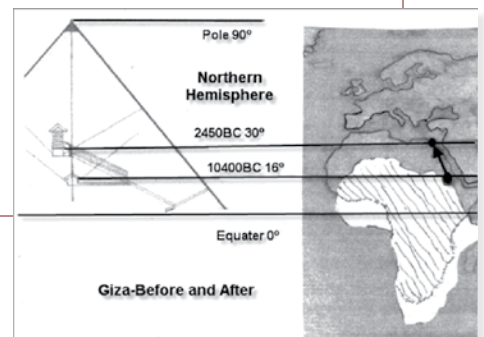 Pole 90º
Northern
Hemisphere
2450BC 30º
10400BC 16º
Equater 0º
Giza-Before and After